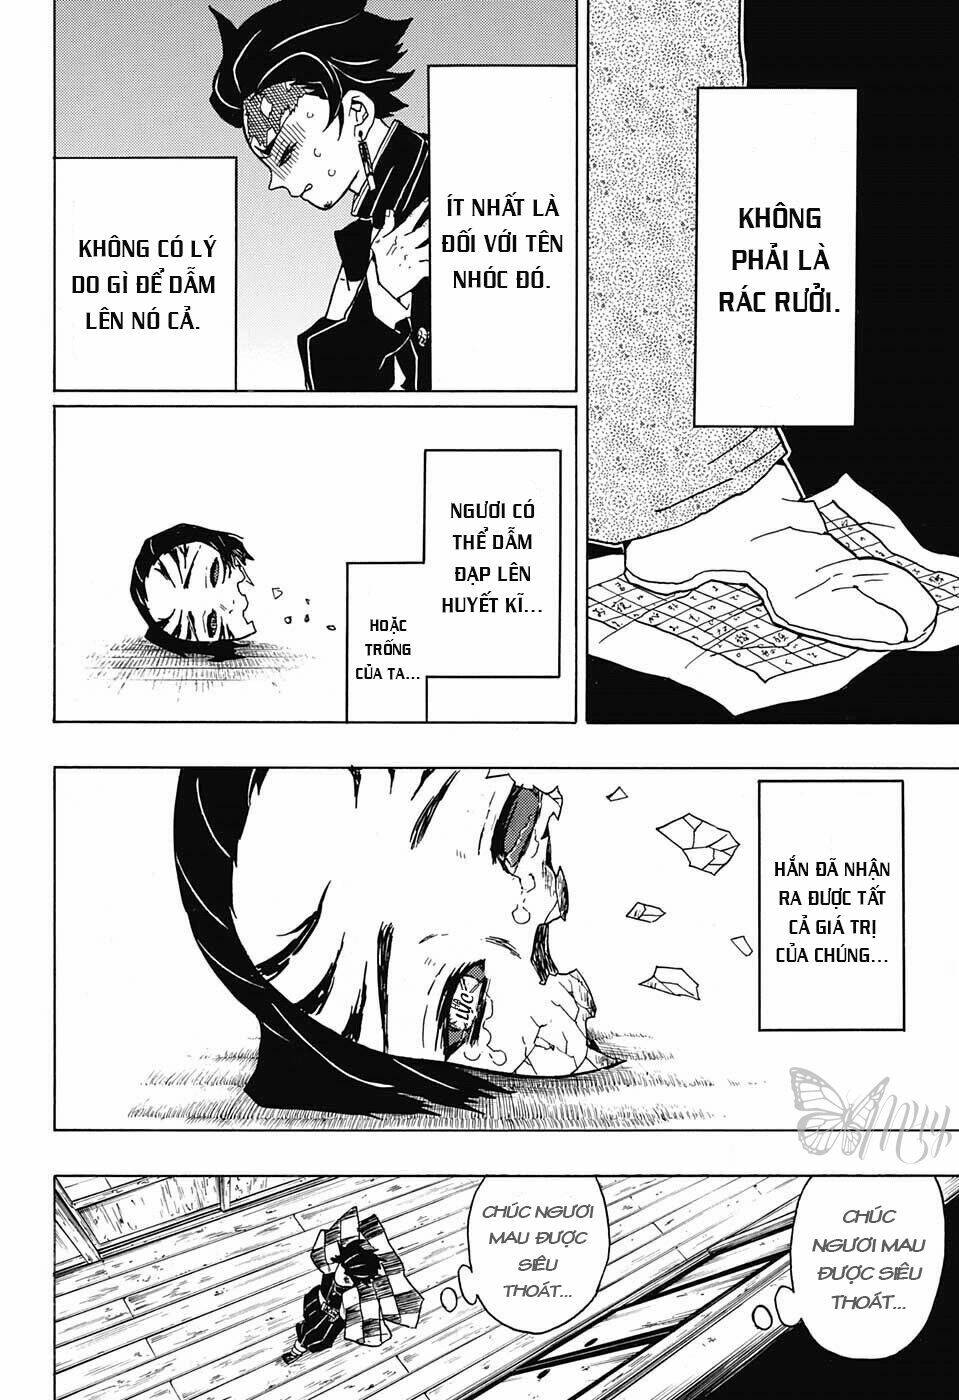 KHÔNG
PHẢI LÀ
RÁC RƯỞI.
ÍT NHẤT LÀ
ĐỐI VỚI TÊN
NHÓC ĐÓ.
KHÔNG CÓ LÝ
DO GÌ ĐỂ DẪM
LÊN NÓ CẢ.
NGƯƠI CÓ
THỂ DẪM
ĐẠP LÊN
HUYẾT KĨ...
HOẶC
TRỐNG
CỦA TA...
HẮN ĐÃ NHẬN
RA ĐƯỢC TẤT
CẢ GIÁ TRỊ
CỦA CHÚNG...
CHÚC
NGƯƠI MAU
ĐƯỢC SIÊU
THOÁT...
CHÚC NGƯƠI
MAU ĐƯỢC
SIÊU
THOÁT...